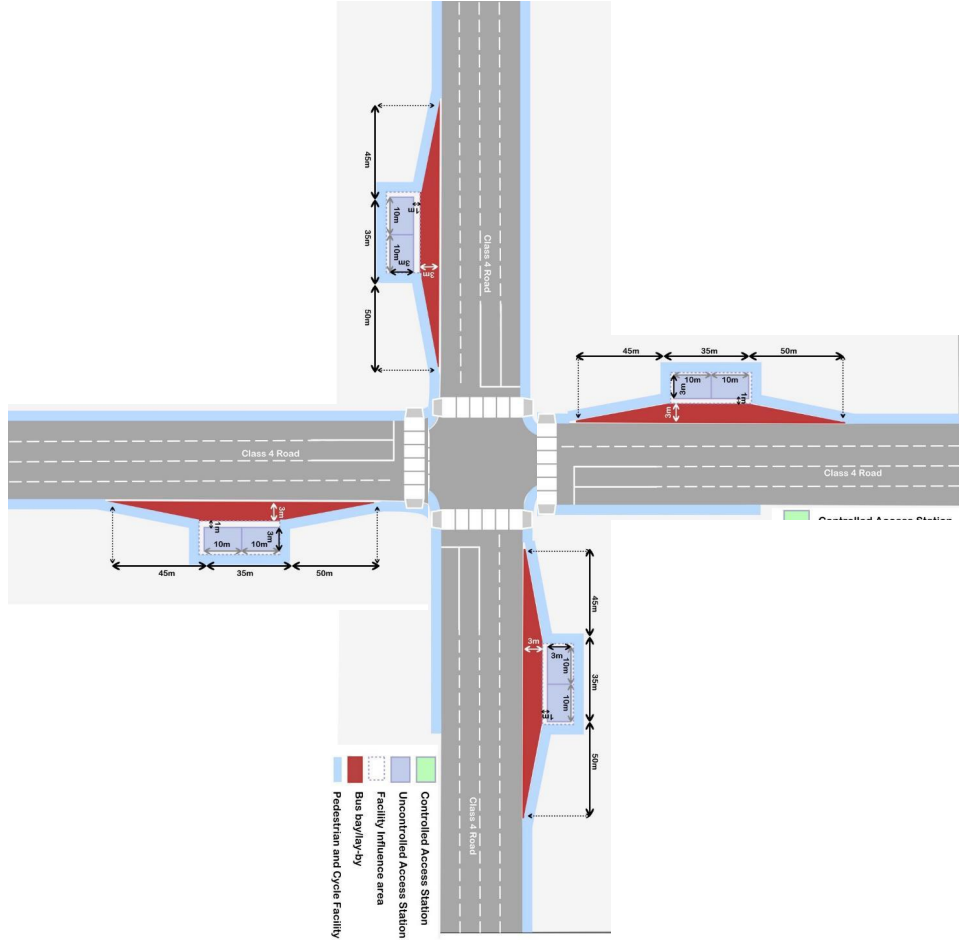 45m
35m
50m
10m
10m
1m
3m
3m
Class 4 Road
45m
35m
50m
10m
10m
3m
1m
3m
Class 4 Road
Class 4 Road
3m
1m
3m
10m
10m
45m
35m
50m
45m
35m
50m
3m
3m
10m
10m
1m
Class 4 Road
Controlled Access Station
Uncontrolled Access Station
Facility Influence area
Bus bay/lay-by
Pedestrian and Cycle Facility